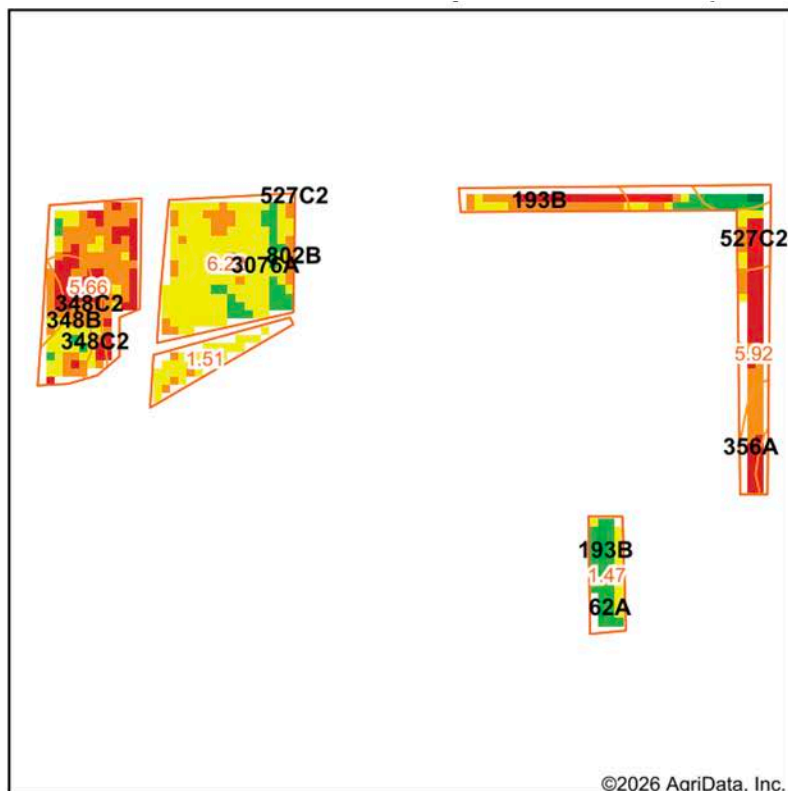 527C2
193B
802B
3076A
527C2
5.66
348C2
348B
348C2
1.51
5.92
356A
193B
1.47
62A
©2026 AgriData, Inc.